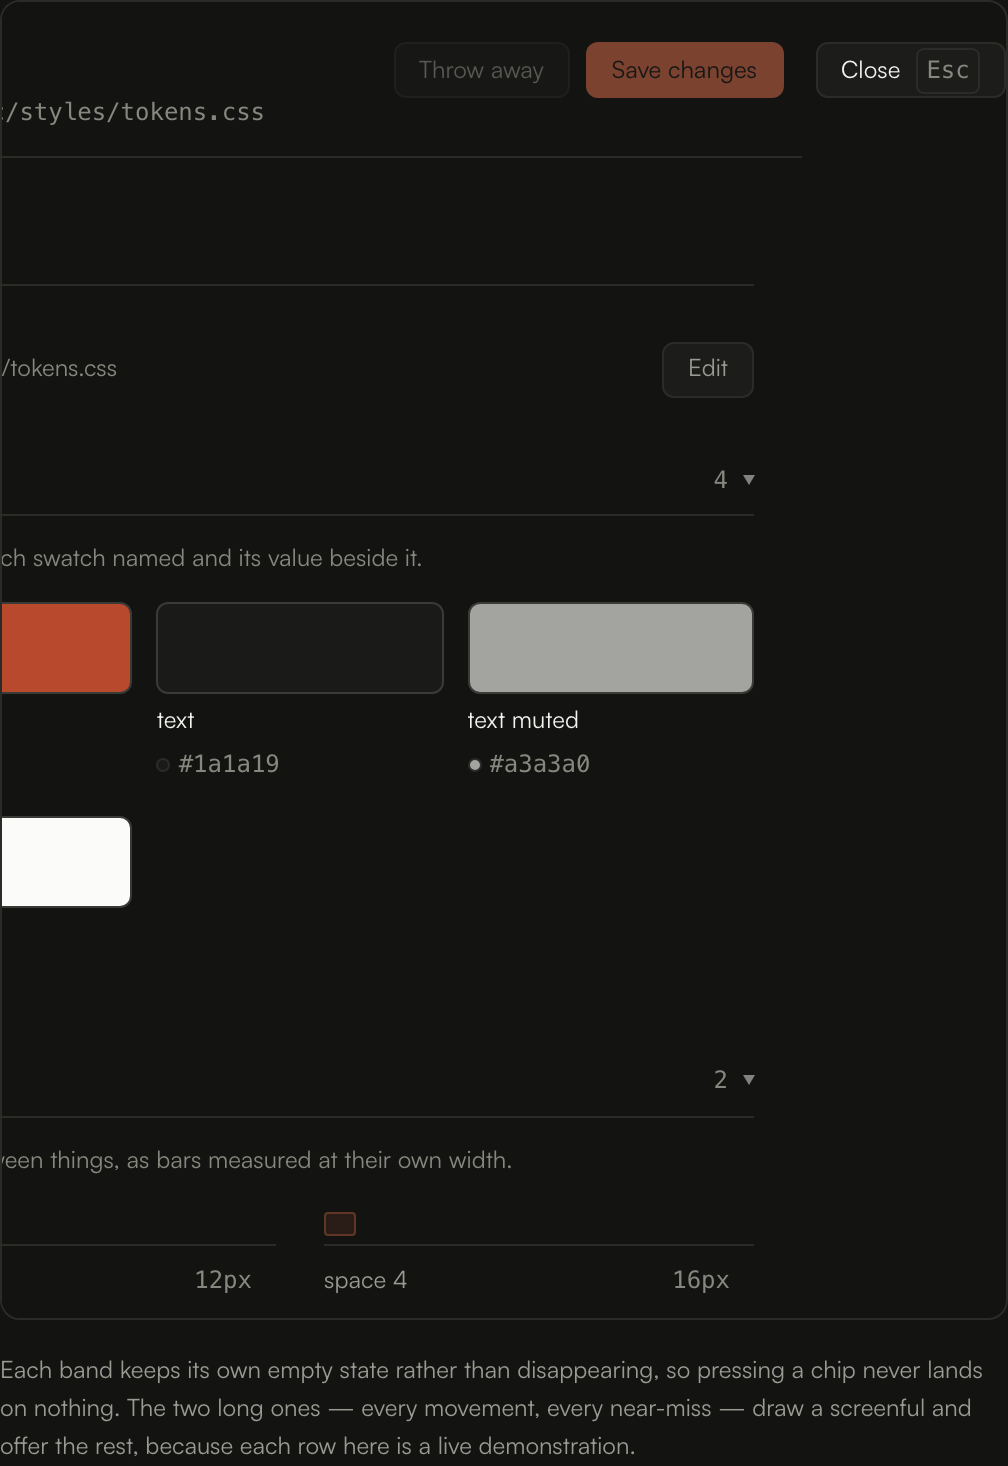 Throw away
Save changes
Close Esc
/styles/tokens.css
/tokens.css
Edit
4
ch swatch named and its value beside it.
text
text muted
#1a1a19
#a3a3a0
2
een things, as bars measured at their own width.
12px
space 4
16px
Each band keeps its own empty state rather than disappearing, so pressing a chip never lands
on nothing. The two long ones — every movement, every near-miss — draw a screenful and
offer the rest, because each row here is a live demonstration.